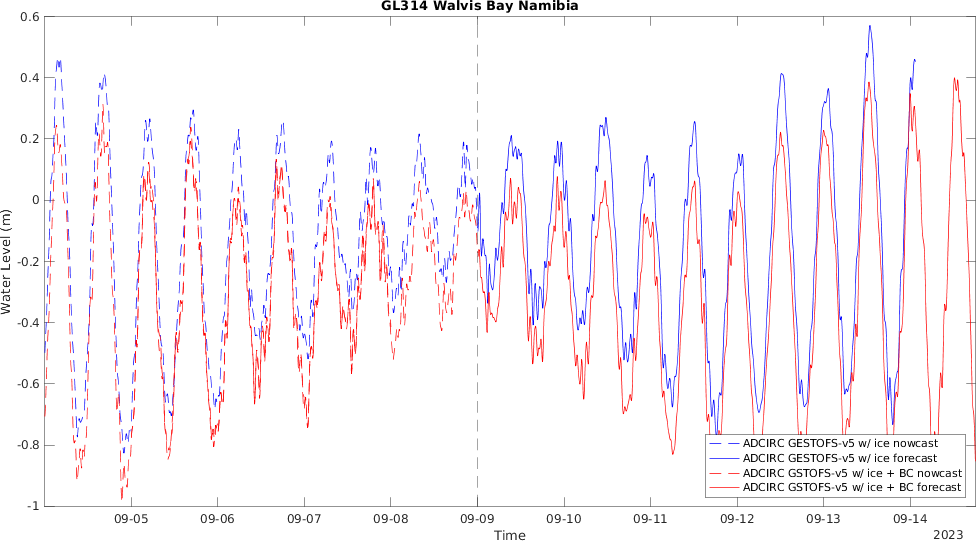 GL314 Walvis Bay Namibia
0.6
0.4
0.2
0
-0.2
-0.4
-0.6
-0.8
-1
Water Level (m)
ADCIRC GESTOFS-v5 w/ ice nowcast
ADCIRC GESTOFS-v5 w/ ice forecast
ADCIRC GSTOFS-v5 w/ ice + BC nowcast
ADCIRC GSTOFS-v5 w/ ice + BC forecast
09-05 09-06 09-07 09-08 09-09 09-10 09-11 09-12 09-13 09-14
Time
2023